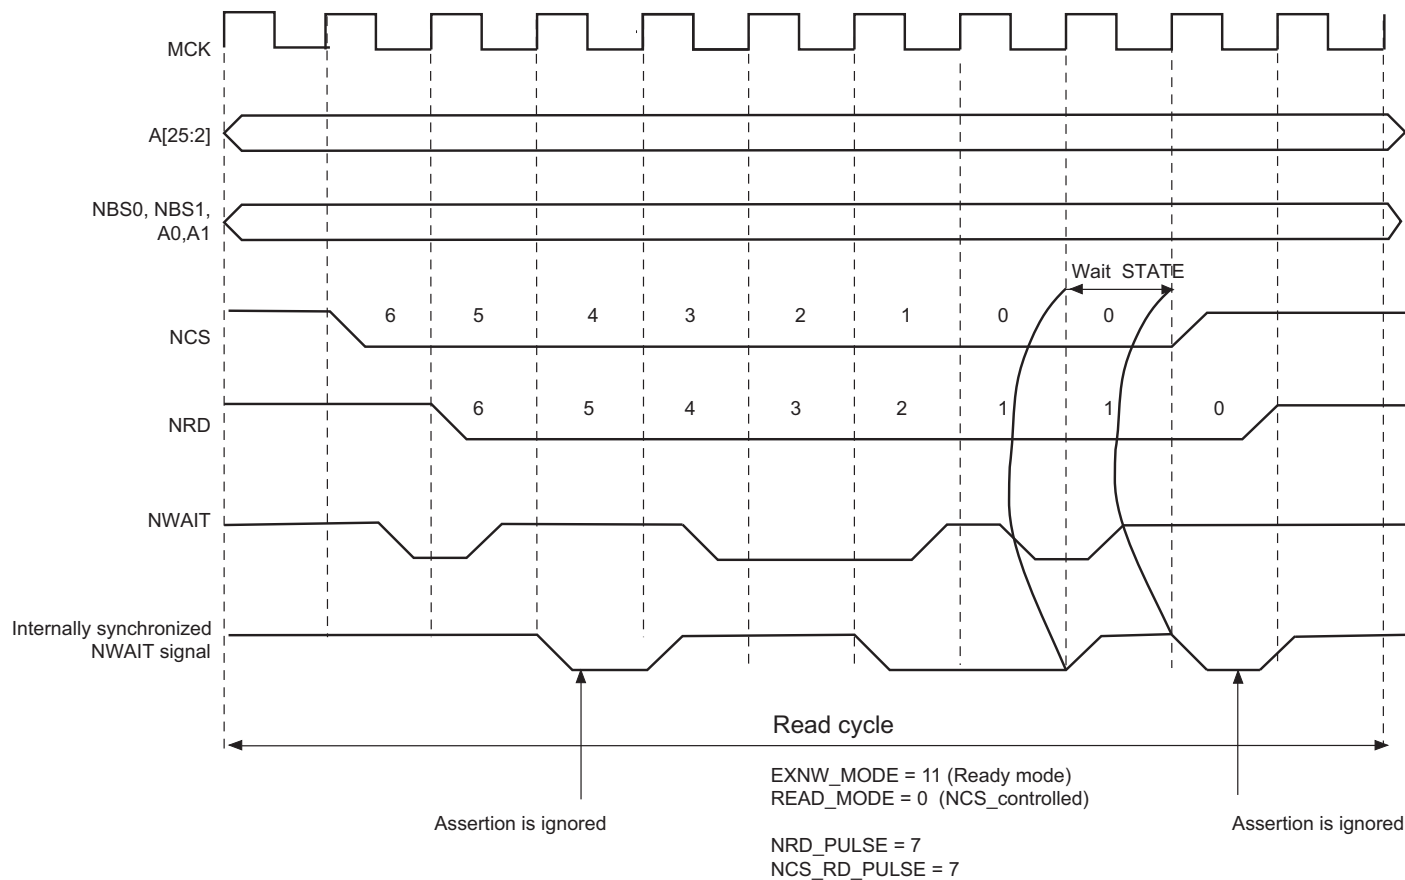 MCK
A[25:2]
NBS0, NBS1,
A0,A1
Wait STATE
6 5 4 3 2 1 0 0
NCS
6 5 4 3 2 1 1 0
NRD
NWAIT
Internally synchronized
NWAIT signal
Read cycle
EXNW_MODE = 11 (Ready mode)
READ_MODE = 0 (NCS_controlled)
Assertion is ignored
Assertion is ignored
NRD_PULSE = 7
NCS_RD_PULSE = 7